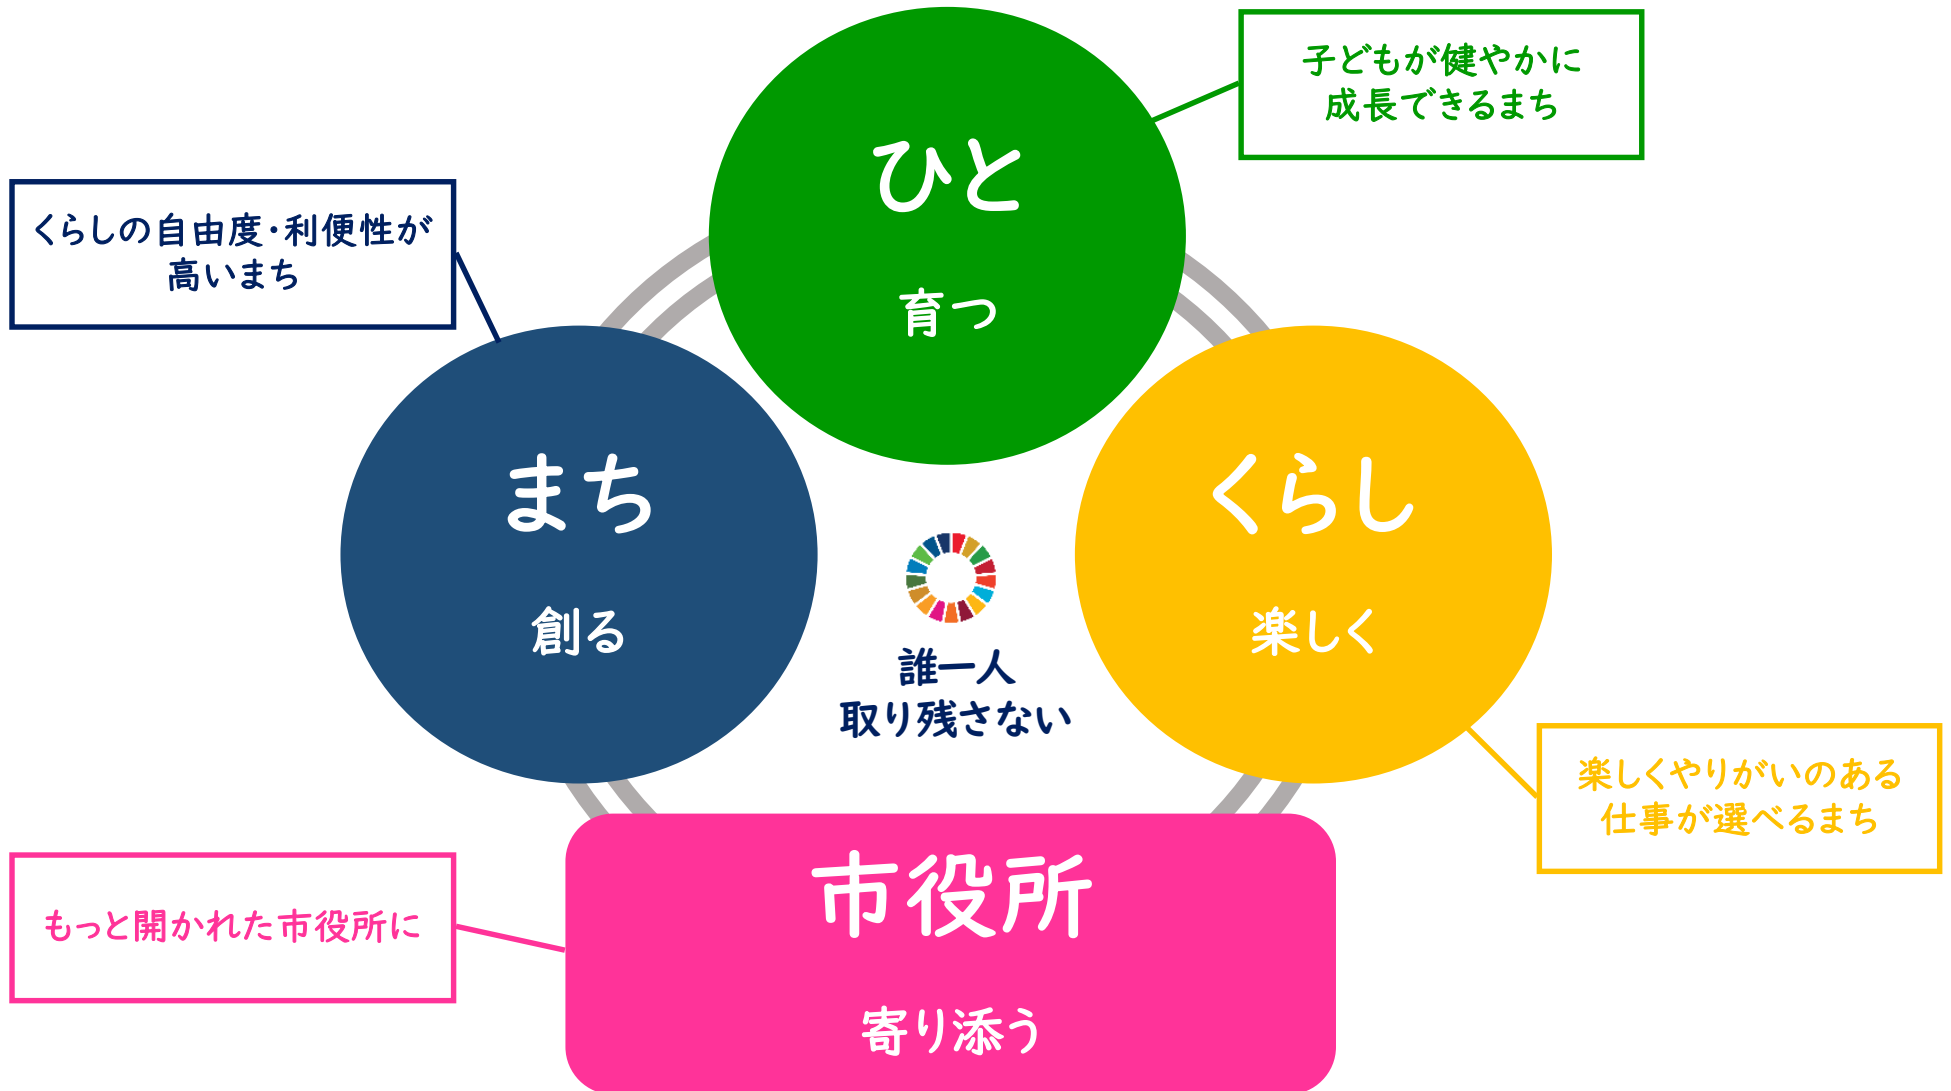 ひと
育つ
子どもが健やかに
成長できるまち
くらしの自由度・利便性が
高いまち
まち
創る
くらし
楽しく
誰一人
取り残さない
楽しくやりがいのある
仕事が選べるまち
もっと開かれた市役所に
市役所
寄り添う